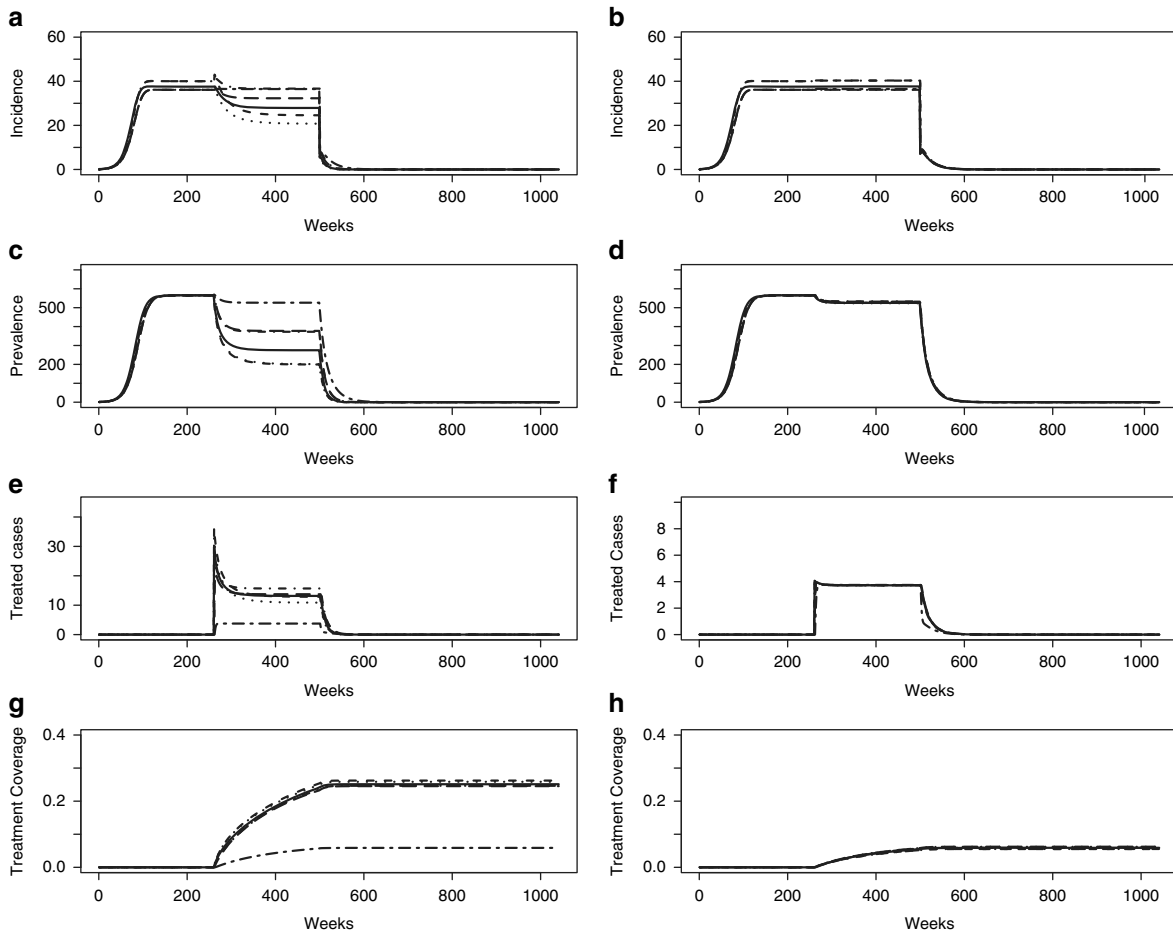 a
60
40
20
0
Incidence
0 200 400 600 800 1000
Weeks
b
60
40
20
0
Incidence
0 200 400 600 800 1000
Weeks
c
500
200
0
Prevalence
0 200 400 600 800 1000
Weeks
d
500
200
0
Prevalence
0 200 400 600 800 1000
Weeks
e
30
10
0
Treated cases
0 200 400 600 800 1000
Weeks
f
8
6
4
2
0
Treated Cases
0 200 400 600 800 1000
Weeks
g
0.4
0.2
0.0
Treatment Coverage
0 200 400 600 800 1000
Weeks
h
0.4
0.2
0.0
Treatment Coverage
0 200 400 600 800 1000
Weeks